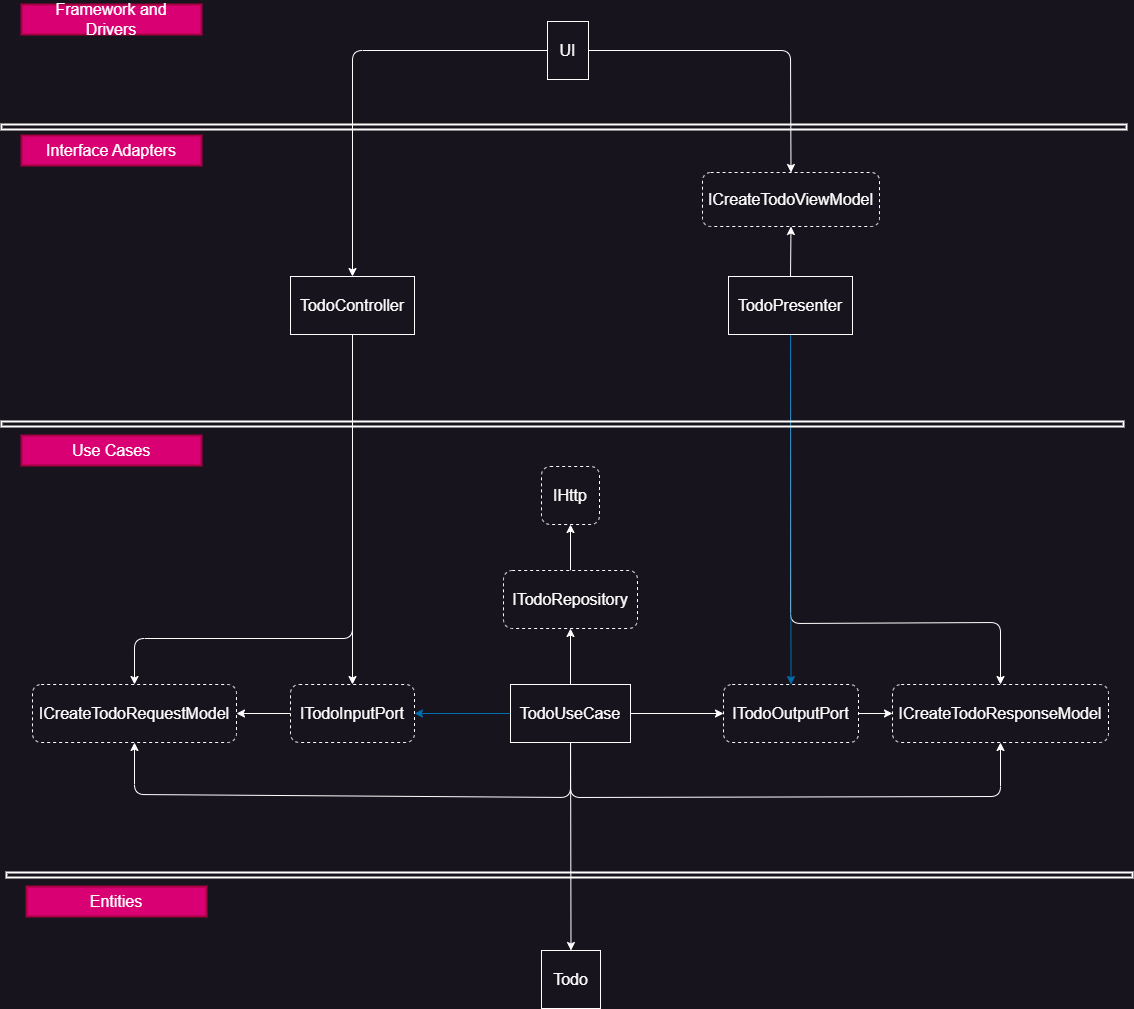 Framework and
Drivers
UI
Interface Adapters
ICreateTodoViewModel
TodoController
TodoPresenter
Use Cases
IHttp
ITodoRepository
ICreateTodoRequestModel
ITodoInputPort
TodoUseCase
ITodoOutputPort
ICreateTodoResponseModel
Entities
Todo